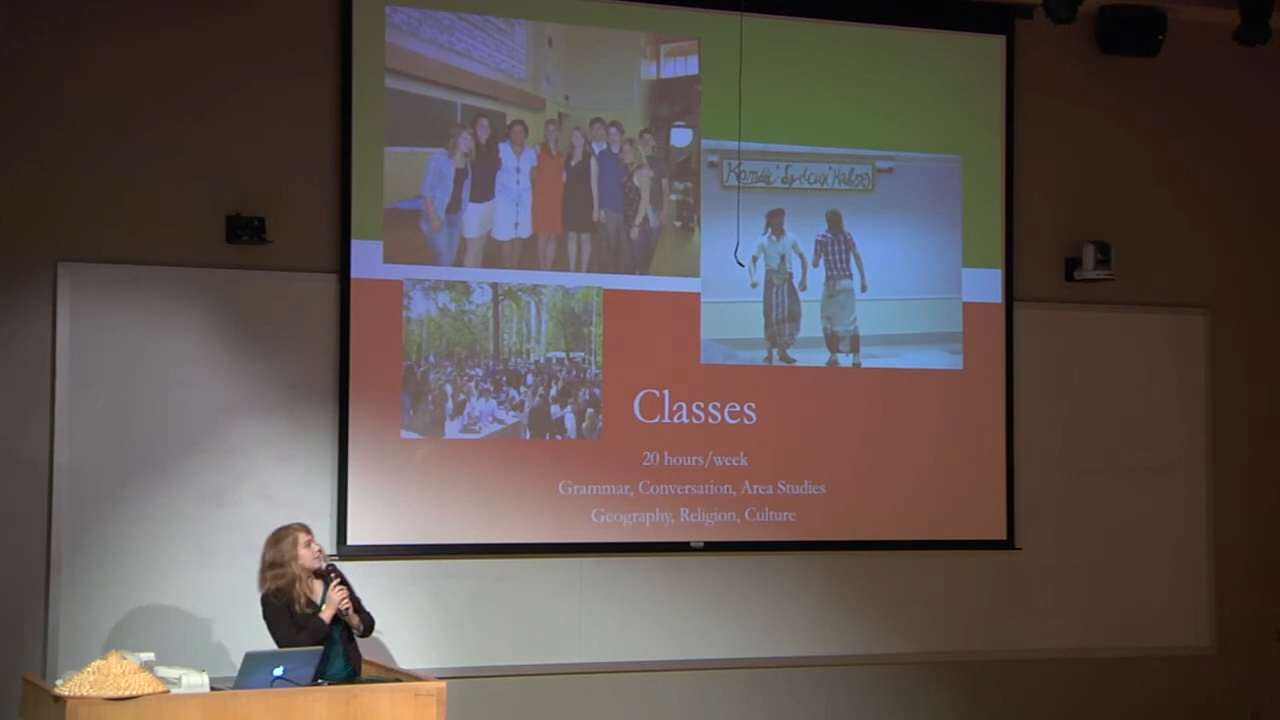 Classes
20 hours/week
Grammar, Conversation, Area Studies
Geography, Religion, Culture